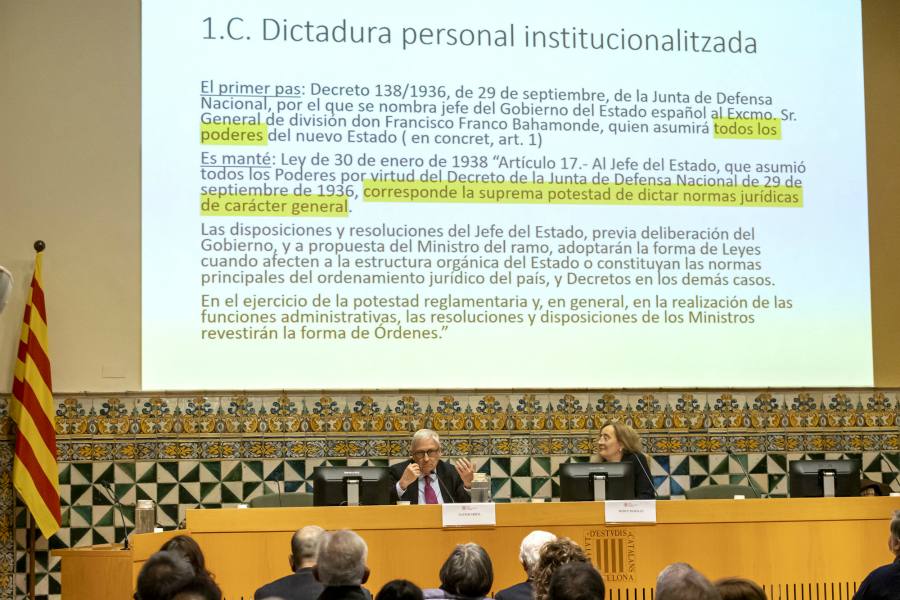 1.C. Dictadura personal institucionalitzada
El primer pas: Decreto 138/1936, de 29 de septiembre, de la Junta de Defensa
Nacional, por el que se nombra jefe del Gobierno del Estado español al Excmo. Sr.
General de división don Francisco Franco Bahamonde, quien asumirá todos los
poderes del nuevo Estado ( en concret, art. 1)
Es manté: Ley de 30 de enero de 1938 “Artículo 17.- Al Jefe del Estado, que asumió
todos los Poderes por virtud del Decreto de la Junta de Defensa Nacional de 29 de
septiembre de 1936, corresponde la suprema potestad de dictar normas jurídicas
de carácter general.
Las disposiciones y resoluciones del Jefe del Estado, previa deliberación del
Gobierno, y a propuesta del Ministro del ramo, adoptarán la forma de Leyes
cuando afecten a la estructura orgánica del Estado o constituyan las normas
principales del ordenamiento jurídico del país, y Decretos en los demás casos.
En el ejercicio de la potestad reglamentaria y, en general, en la realización de las
funciones administrativas, las resoluciones y disposiciones de los Ministros
revestirán la forma de Órdenes.”
D'ESTUDIS
CATALANS